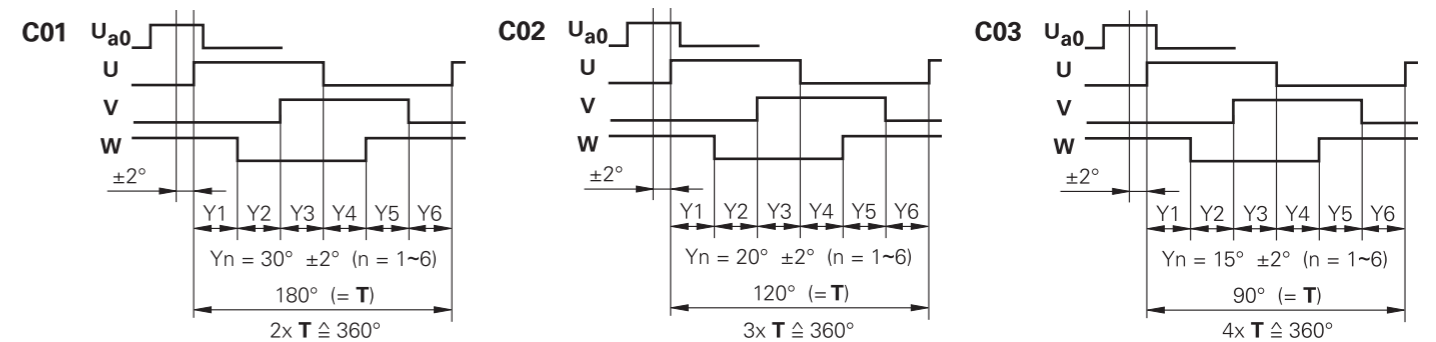 C01 Ua0
U
V
W
±2°
Y1 Y2 Y3 Y4 Y5 Y6
Yn = 30° ±2° (n = 1~6)
180° (= T)
2x T ≙ 360°
C02 Ua0
U
V
W
±2°
Y1 Y2 Y3 Y4 Y5 Y6
Yn = 20° ±2° (n = 1~6)
120° (= T)
3x T ≙ 360°
C03 Ua0
U
V
W
±2°
Y1 Y2 Y3 Y4 Y5 Y6
Yn = 15° ±2° (n = 1~6)
90° (= T)
4x T ≙ 360°